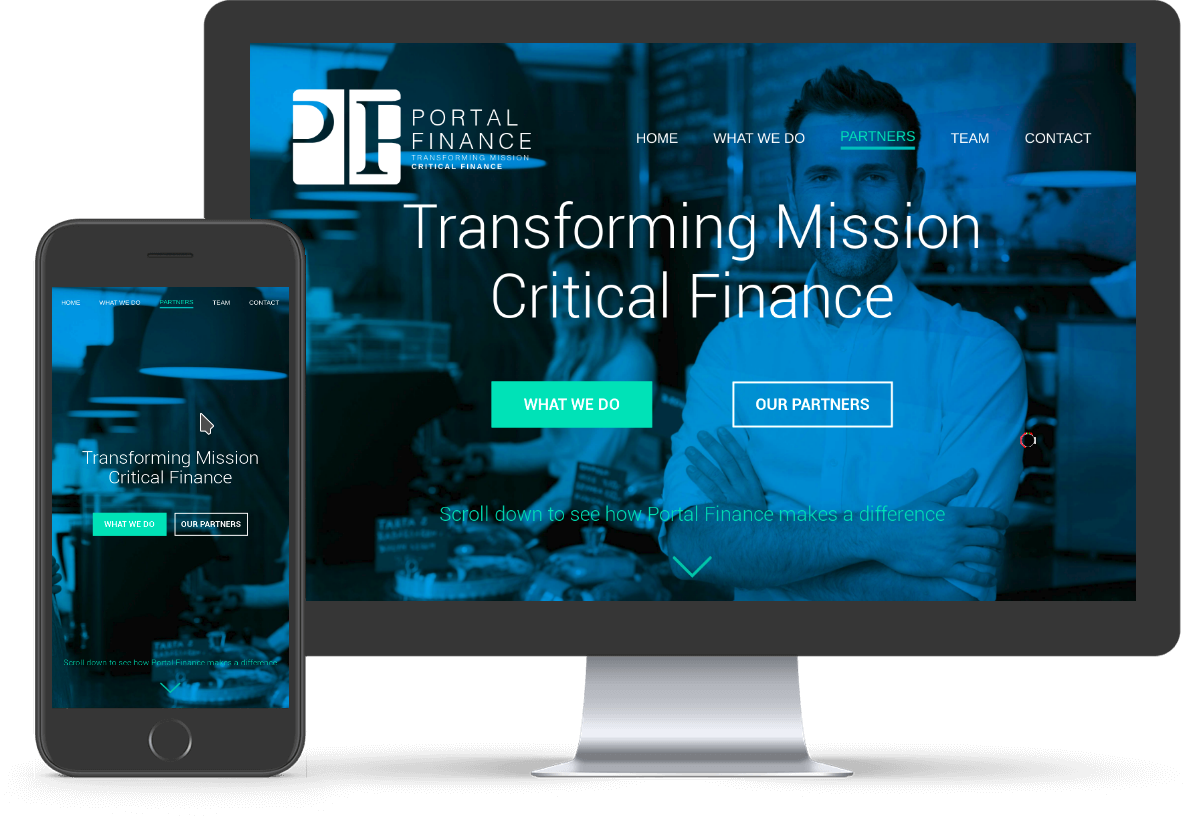 PF
PORTAL
FINANCE
TRANSFORMING MISSION
CRITICAL FINANCE
HOME WHAT WE DO PARTNERS TEAM CONTACT
Transforming Mission
Critical Finance
WHAT WE DO OUR PARTNERS
Scroll down to see how Portal Finance makes a difference
HOME WHAT WE DO PARTNERS TEAM CONTACT
Transforming Mission
Critical Finance
WHAT WE DO OUR PARTNERS
Scroll down to see how Portal Finance makes a difference